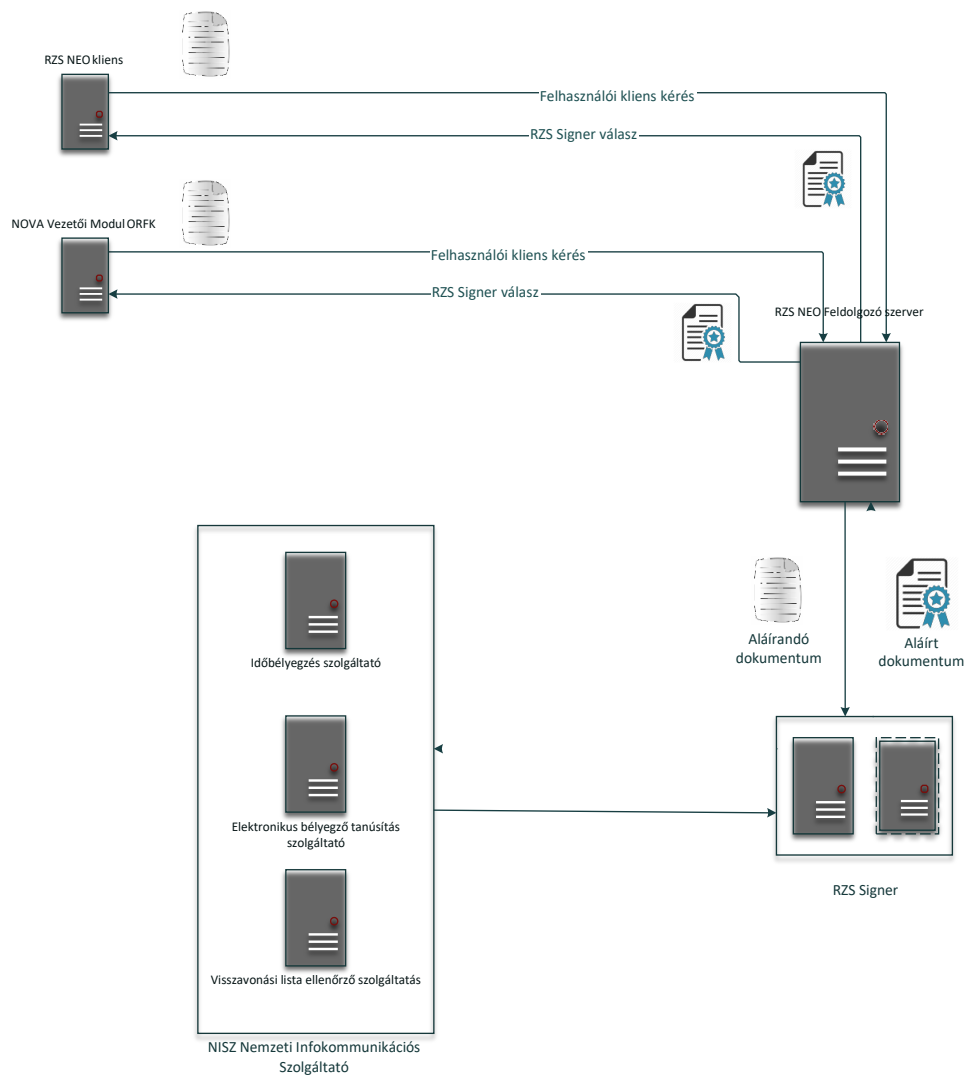 RZS NEO kliens
Felhasználói kliens kérés
RZS Signer válasz
NOVA Vezetői Modul ORFK
Felhasználói kliens kérés
RZS Signer válasz
RZS NEO Feldolgozó szerver
Aláírandó
dokumentum
Aláírt
dokumentum
Időbélyegzés szolgáltató
Elektronikus bélyegző tanúsítás
szolgáltató
Visszavonási lista ellenőrző szolgáltatás
RZS Signer
NISZ Nemzeti Infokommunikációs
Szolgáltató